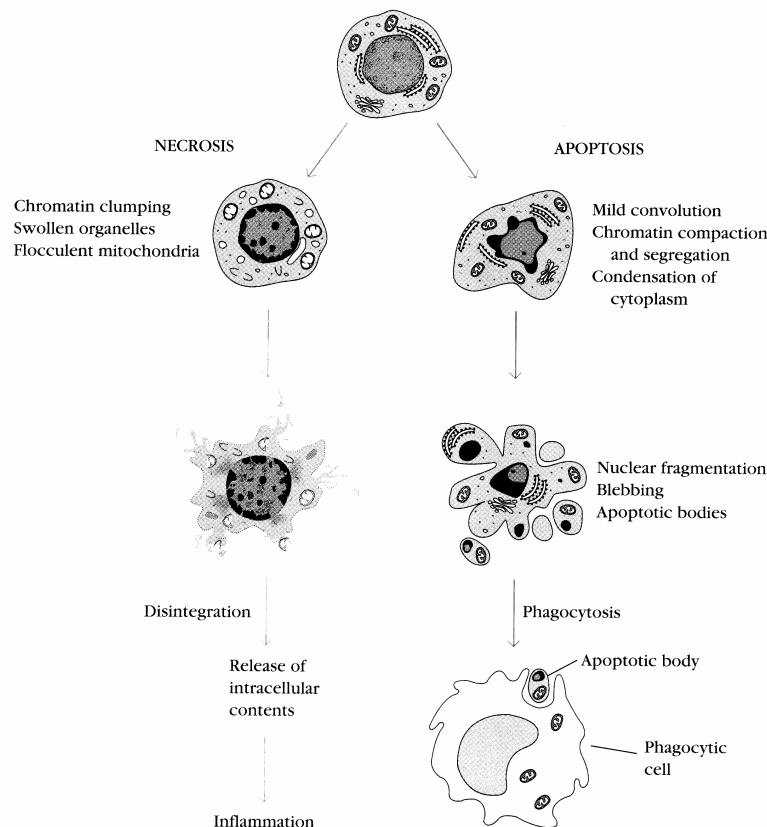 NECROSIS
APOPTOSIS
Chromatin clumping
Swollen organelles
Flocculent mitochondria
Mild convolution
Chromatin compaction
and segregation
Condensation of
cytoplasm
Nuclear fragmentation
Blebbing
Apoptotic bodies
Disintegration
Phagocytosis
Release of
intracellular
contents
Apoptotic body
Phagocytic
cell
Inflammation